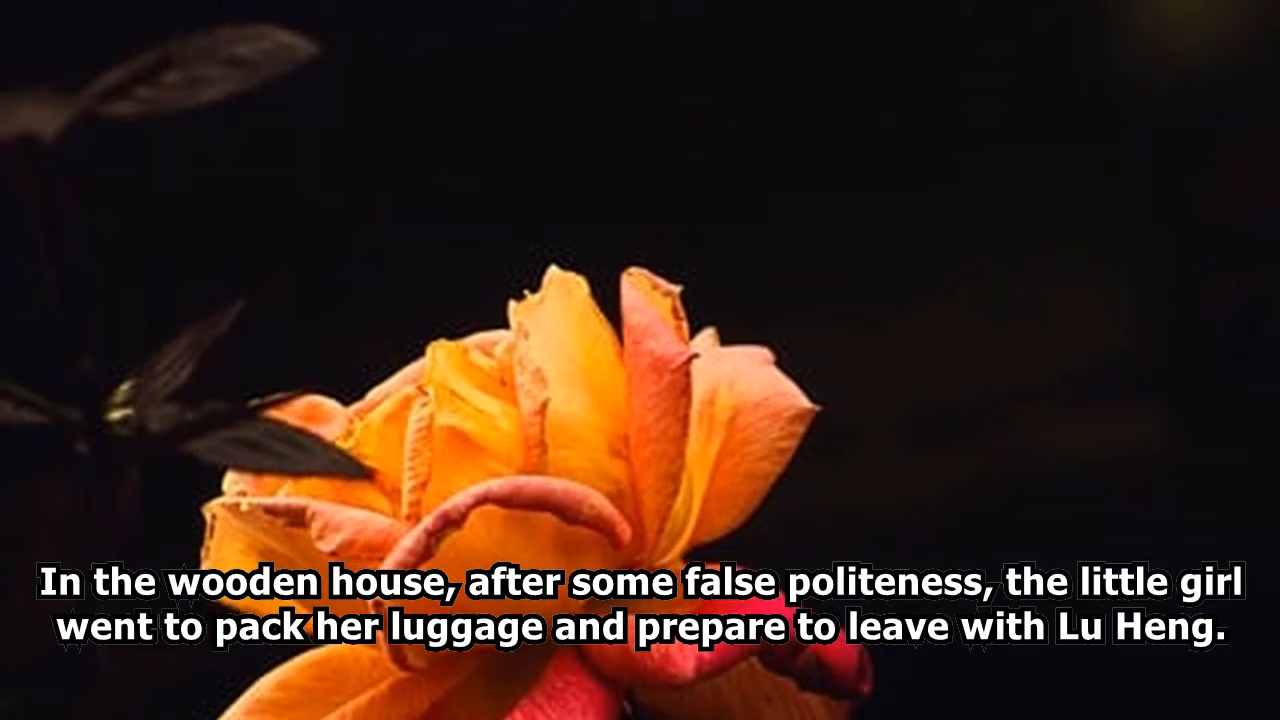 In the wooden house, after some false politeness, the little girl
went to pack her luggage and prepare to leave with Lu Heng.